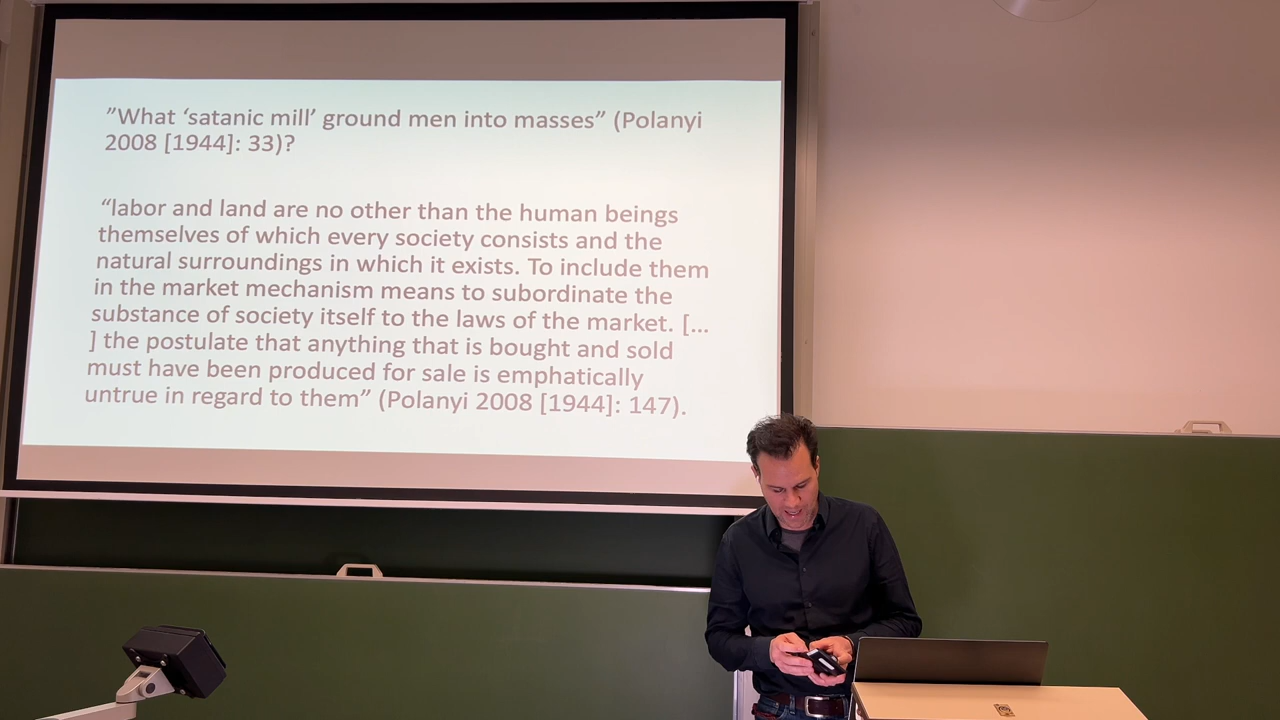 ”What ‘satanic mill’ ground men into masses” (Polanyi
2008 [1944]: 33)?
“labor and land are no other than the human beings
themselves of which every society consists and the
natural surroundings in which it exists. To include them
in the market mechanism means to subordinate the
substance of society itself to the laws of the market. [...
] the postulate that anything that is bought and sold
must have been produced for sale is emphatically
untrue in regard to them” (Polanyi 2008 [1944]: 147).